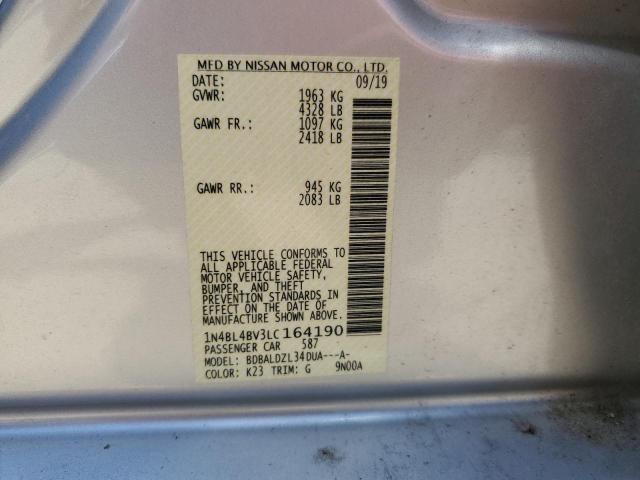 MFD BY NISSAN MOTOR CO., LTD.
DATE: 09/19
GVWR: 1963 KG
4328 LB
GAWR FR.: 1097 KG
2418 LB
GAWR RR.: 945 KG
2083 LB
THIS VEHICLE CONFORMS TO
ALL APPLICABLE FEDERAL
MOTOR VEHICLE SAFETY,
BUMPER, AND THEFT
PREVENTION STANDARDS IN
EFFECT ON THE DATE OF
MANUFACTURE SHOWN ABOVE.
1N4BL4BV3LC164190
PASSENGER CAR 587
MODEL: BDBALDZL34DUA---A-
COLOR: K23 TRIM: G 9N00A